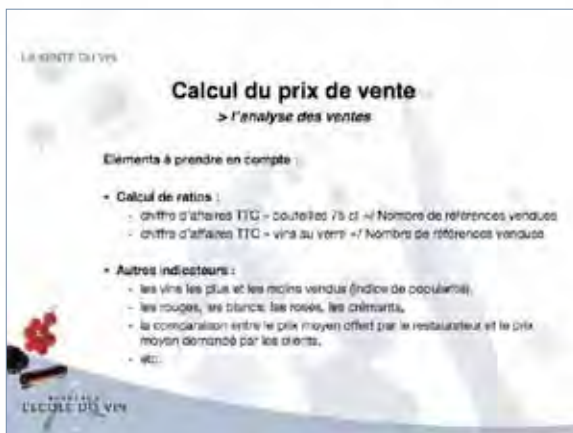 LA VENTE DU VIN
Calcul du prix de vente
> l'analyse des ventes
Eléments à prendre en compte :
• Calcul de ratios :
- chiffre d'affaires TTC « bouteilles 75 cl »/ Nombre de références vendues
- chiffre d'affaires TTC « vins au verre »/ Nombre de références vendues
• Autres indicateurs :
- les vins les plus et les moins vendus (indice de popularité),
- les rouges, les blancs, les rosés, les crémants,
- la comparaison entre le prix moyen offert par le restaurateur et le prix
moyen demandé par les clients,
- etc.
BORDEAUX
L'ECOLE DU VIN